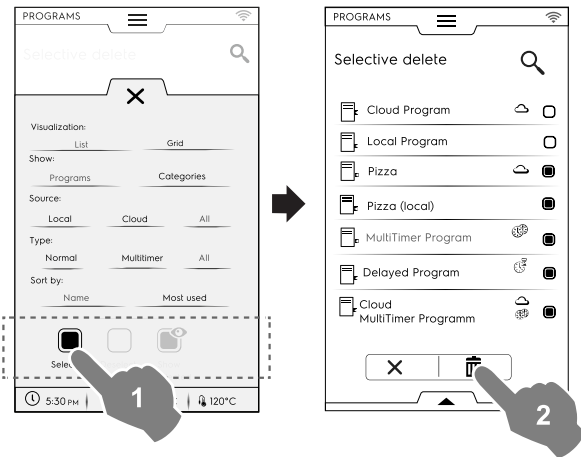 PROGRAMS
Selective delete
Visualization:
List Grid
Show:
Programs Categories
Source:
Local Cloud All
Type:
Normal Multitimer All
Sort by:
Name Most used
5:30 PM 120°C
1
PROGRAMS
Selective delete
Cloud Program
Local Program
Pizza
Pizza (local)
MultiTimer Program
Delayed Program
Cloud
MultiTimer Programm
2